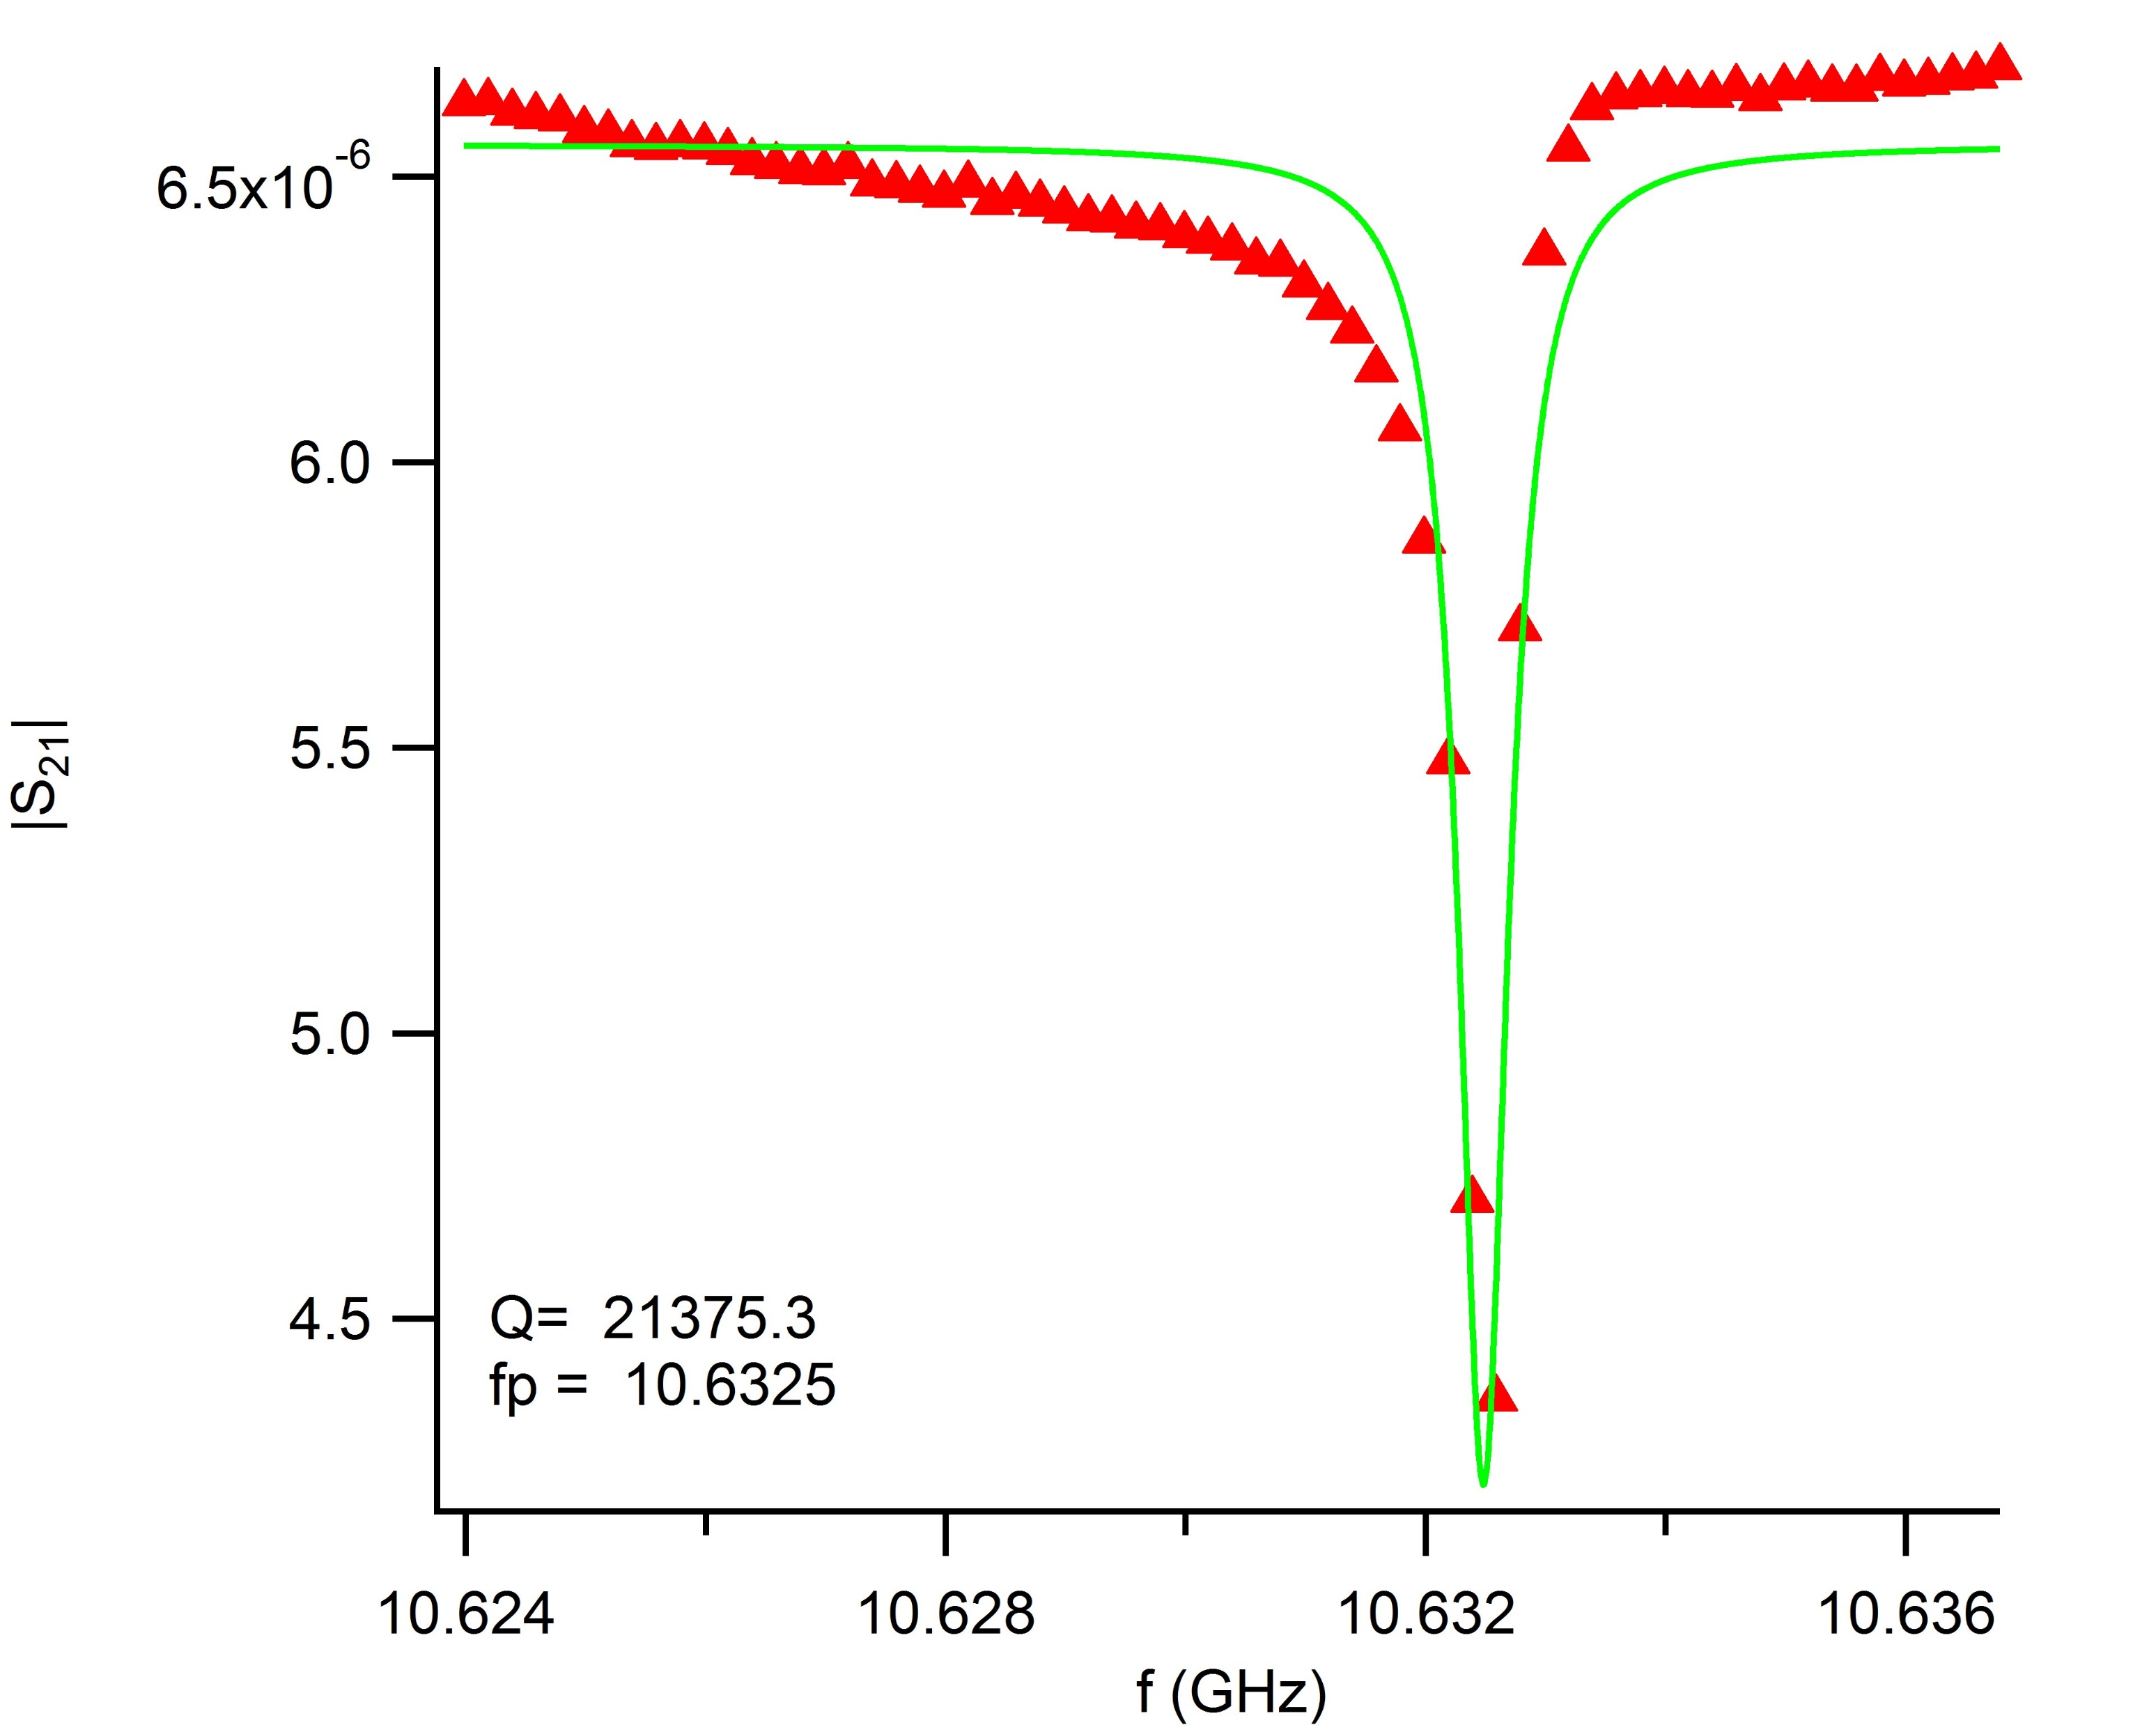 6.5x10⁻⁶
6.0
5.5
5.0
4.5
|S₂₁|
Q= 21375.3
fp = 10.6325
10.624 10.628 10.632 10.636
f (GHz)